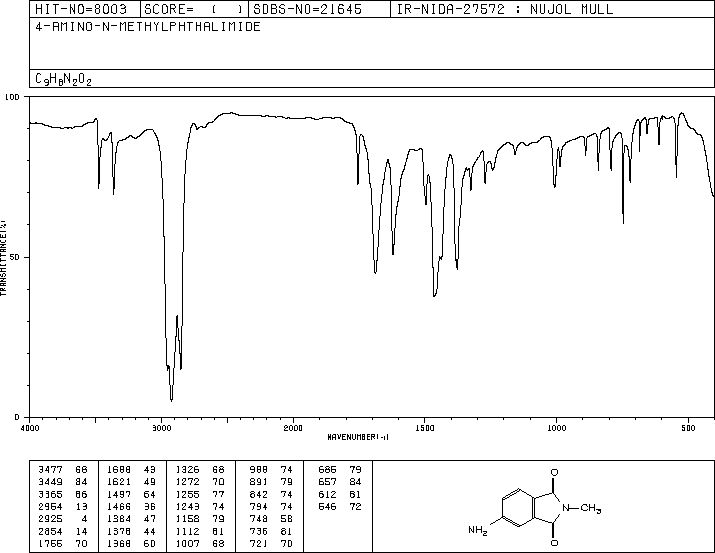 HIT-NO=8003 SCORE= ( ) SDBS-NO=21645 IR-NIDA-27572 : NUJOL MULL
4-AMINO-N-METHYLPHTHALIMIDE
C9H8N2O2
100
50
0
TRANSMITTANCE(%)
4000 3000 2000 1500 1000 500
WAVENUMBER(-1)
3477 68 1688 43 1326 68 988 74 686 79
3449 84 1621 49 1272 70 891 79 657 84
3365 66 1497 64 1255 77 842 74 612 81
2954 13 1466 36 1243 74 794 74 546 72
2925 4 1384 47 1158 79 748 58
2854 14 1378 44 1112 81 736 81
1755 70 1368 60 1007 68 721 70
O
N—CH3
NH2
O